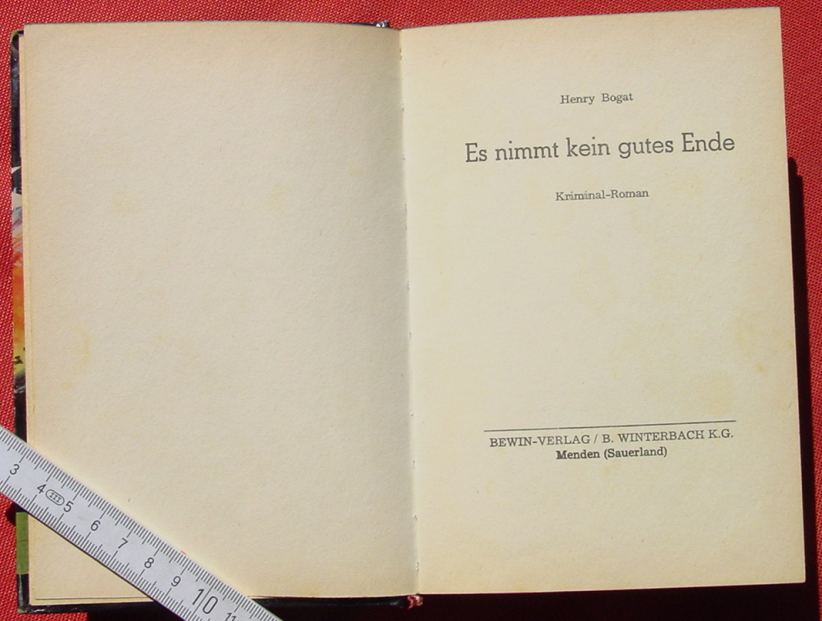 Henry Bogat
Es nimmt kein gutes Ende
Kriminal-Roman
BEWIN-VERLAG / B. WINTERBACH K.G.
Menden (Sauerland)
3 4 5 6 7 8 9 10 11